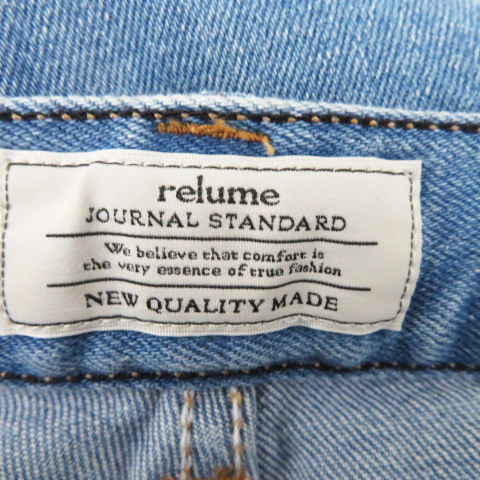 relume
JOURNAL STANDARD
We believe that comfort is
the very essence of true fashion
NEW QUALITY MADE